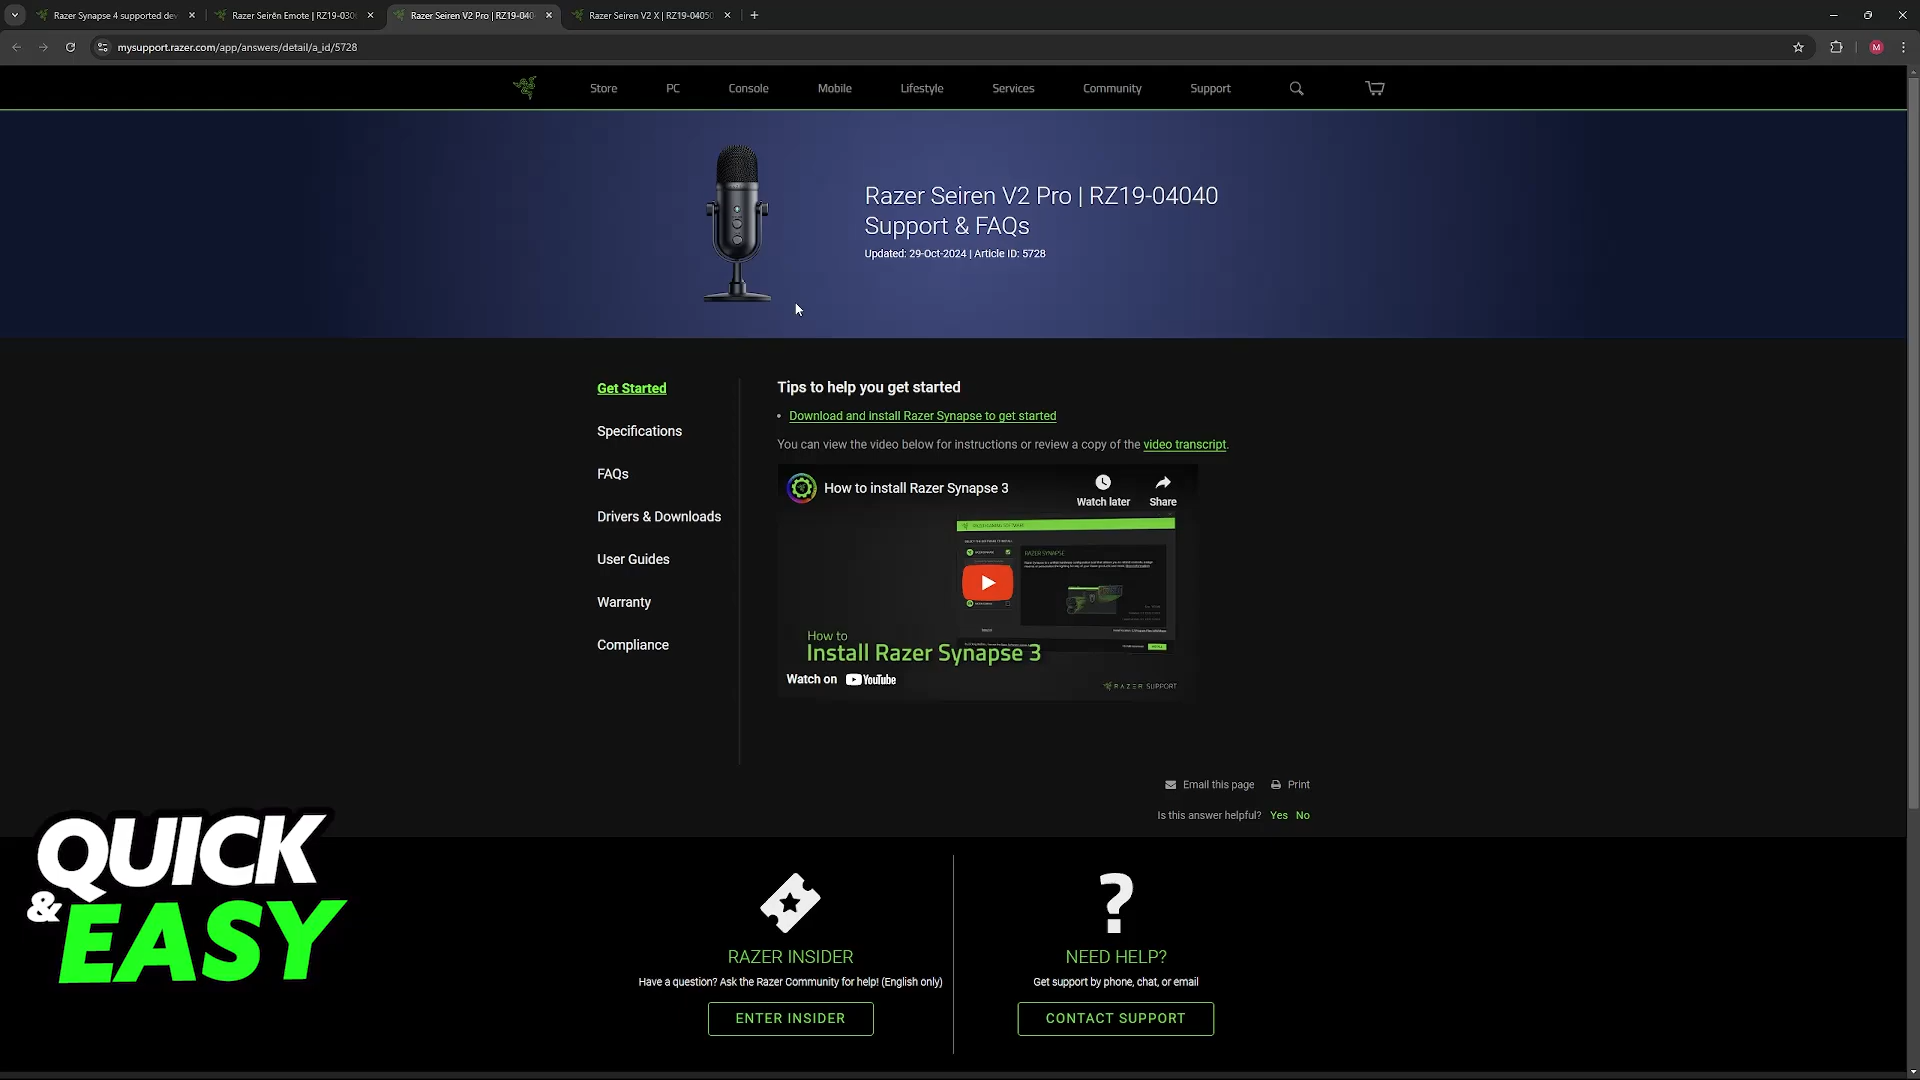 Razer Synapse 4 supported dev
Razer Seirēn Emote | RZ19-0306
Razer Seiren V2 Pro | RZ19-040
Razer Seiren V2 X | RZ19-0405
mysupport.razer.com/app/answers/detail/a_id/5728
M
Store
PC
Console
Mobile
Lifestyle
Services
Community
Support
Razer Seiren V2 Pro | RZ19-04040
Support & FAQs
Updated: 29-Oct-2024 | Article ID: 5728
Get Started
Specifications
FAQs
Drivers & Downloads
User Guides
Warranty
Compliance
Tips to help you get started
• Download and install Razer Synapse to get started
You can view the video below for instructions or review a copy of the video transcript.
How to install Razer Synapse 3
Watch later
Share
RAZER SYNAPSE
How to
Install Razer Synapse 3
Watch on YouTube
RAZER SUPPORT
Email this page
Print
Is this answer helpful? Yes No
QUICK
& EASY
RAZER INSIDER
Have a question? Ask the Razer Community for help! (English only)
ENTER INSIDER
?
NEED HELP?
Get support by phone, chat, or email
CONTACT SUPPORT